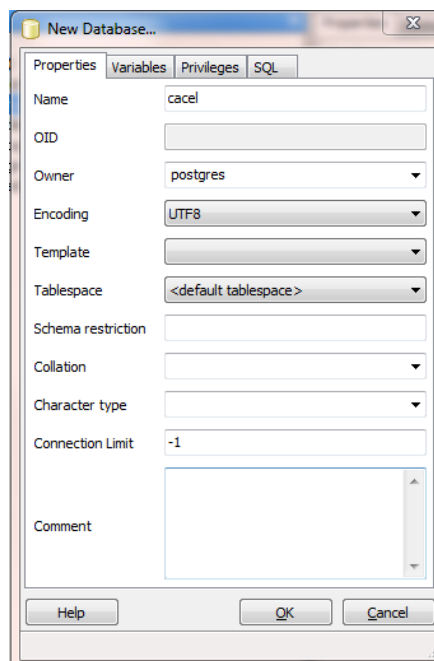 New Database...
Properties Variables Privileges SQL
Name cacel
OID
Owner postgres
Encoding UTF8
Template
Tablespace <default tablespace>
Schema restriction
Collation
Character type
Connection Limit -1
Comment
Help OK Cancel